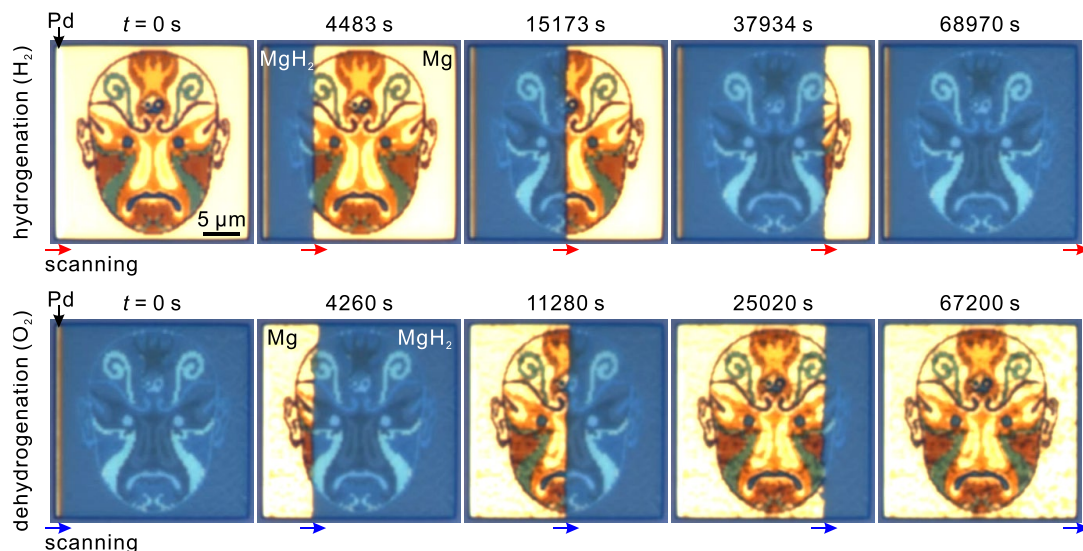 Pd
t = 0 s
4483 s
15173 s
37934 s
68970 s
hydrogenation (H₂)
MgH₂
Mg
5 µm
scanning
Pd
t = 0 s
4260 s
11280 s
25020 s
67200 s
dehydrogenation (O₂)
Mg
MgH₂
scanning